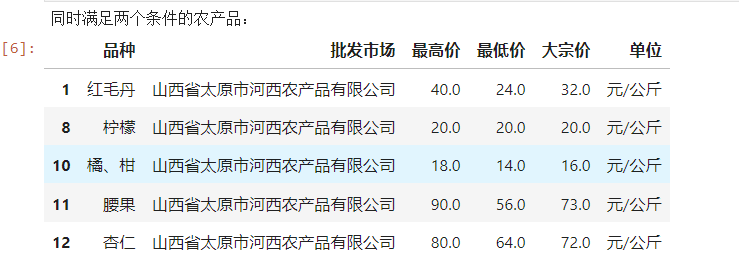 同时满足两个条件的农产品：
[6]:
品种 批发市场 最高价 最低价 大宗价 单位
1 红毛丹 山西省太原市河西农产品有限公司 40.0 24.0 32.0 元/公斤
8 柠檬 山西省太原市河西农产品有限公司 20.0 20.0 20.0 元/公斤
10 橘、柑 山西省太原市河西农产品有限公司 18.0 14.0 16.0 元/公斤
11 腰果 山西省太原市河西农产品有限公司 90.0 56.0 73.0 元/公斤
12 杏仁 山西省太原市河西农产品有限公司 80.0 64.0 72.0 元/公斤